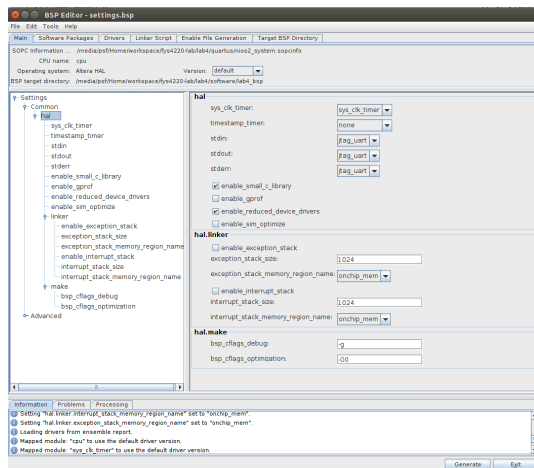 BSP Editor - settings.bsp
File Edit Tools Help
Main Software Packages Drivers Linker Script Enable File Generation Target BSP Directory
SOPC Information ... /media/psf/Home/workspace/fys4220-lab/lab4/quartus/nios2_system.sopcinfo
CPU name: cpu
Operating system: Altera HAL Version: default
BSP target directory: /media/psf/Home/workspace/fys4220-lab/lab4/software/lab4_bsp
Settings
Common
hal
sys_clk_timer
timestamp_timer
stdin
stdout
stderr
enable_small_c_library
enable_gprof
enable_reduced_device_drivers
enable_sim_optimize
linker
enable_exception_stack
exception_stack_size
exception_stack_memory_region_name
enable_interrupt_stack
interrupt_stack_size
interrupt_stack_memory_region_name
make
bsp_cflags_debug
bsp_cflags_optimization
Advanced
hal
sys_clk_timer: sys_clk_timer
timestamp_timer: none
stdin: jtag_uart
stdout: jtag_uart
stderr: jtag_uart
enable_small_c_library
enable_gprof
enable_reduced_device_drivers
enable_sim_optimize
hal.linker
enable_exception_stack
exception_stack_size: 1024
exception_stack_memory_region_name: onchip_mem
enable_interrupt_stack
interrupt_stack_size: 1024
interrupt_stack_memory_region_name: onchip_mem
hal.make
bsp_cflags_debug: -g
bsp_cflags_optimization: -O0
Information Problems Processing
Setting "hal.linker.interrupt_stack_memory_region_name" set to "onchip_mem".
Setting "hal.linker.exception_stack_memory_region_name" set to "onchip_mem".
Loading drivers from ensemble report.
Mapped module: "cpu" to use the default driver version.
Mapped module: "sys_clk_timer" to use the default driver version.
Generate Exit